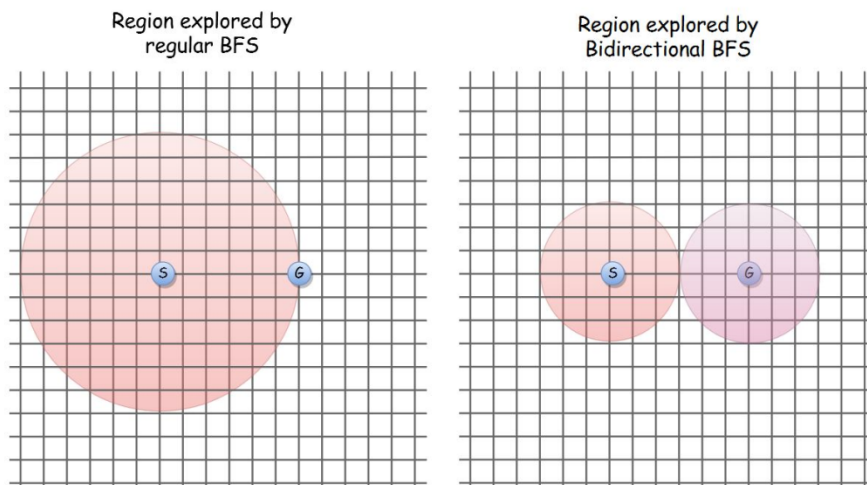 Region explored by
regular BFS
Region explored by
Bidirectional BFS
S
G
S
G